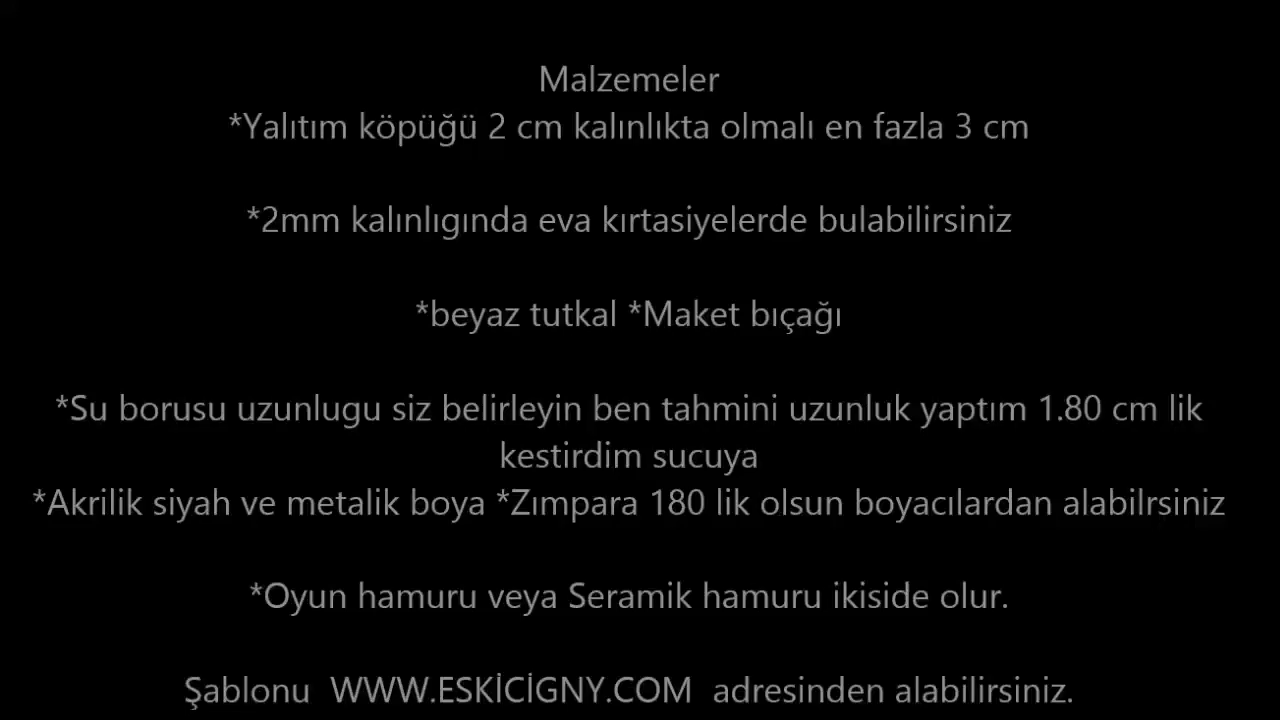 Malzemeler
*Yalıtım köpüğü 2 cm kalınlıkta olmalı en fazla 3 cm
*2mm kalınlıgında eva kırtasiyelerde bulabilirsiniz
*beyaz tutkal *Maket bıçağı
*Su borusu uzunlugu siz belirleyin ben tahmini uzunluk yaptım 1.80 cm lik
kestirdim sucuya
*Akrilik siyah ve metalik boya *Zımpara 180 lik olsun boyacılardan alabilrsiniz
*Oyun hamuru veya Seramik hamuru ikiside olur.
Şablonu  WWW.ESKİCİGNY.COM  adresinden alabilirsiniz.